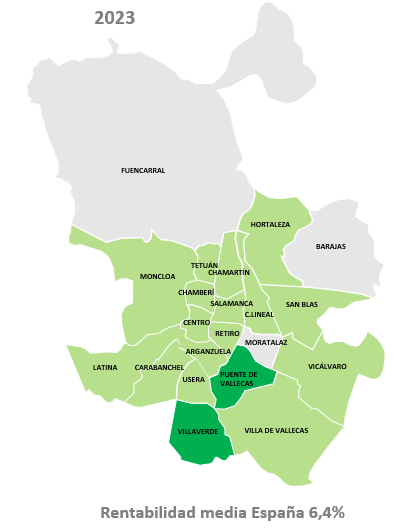 2023
FUENCARRAL
HORTALEZA
BARAJAS
TETUÁN
CHAMARTÍN
MONCLOA
CHAMBERÍ
SALAMANCA
SAN BLAS
C.LINEAL
CENTRO
RETIRO
MORATALAZ
ARGANZUELA
LATINA
CARABANCHEL
VICÁLVARO
USERA
PUENTE DE
VALLECAS
VILLAVERDE
VILLA DE VALLECAS
Rentabilidad media España 6,4%